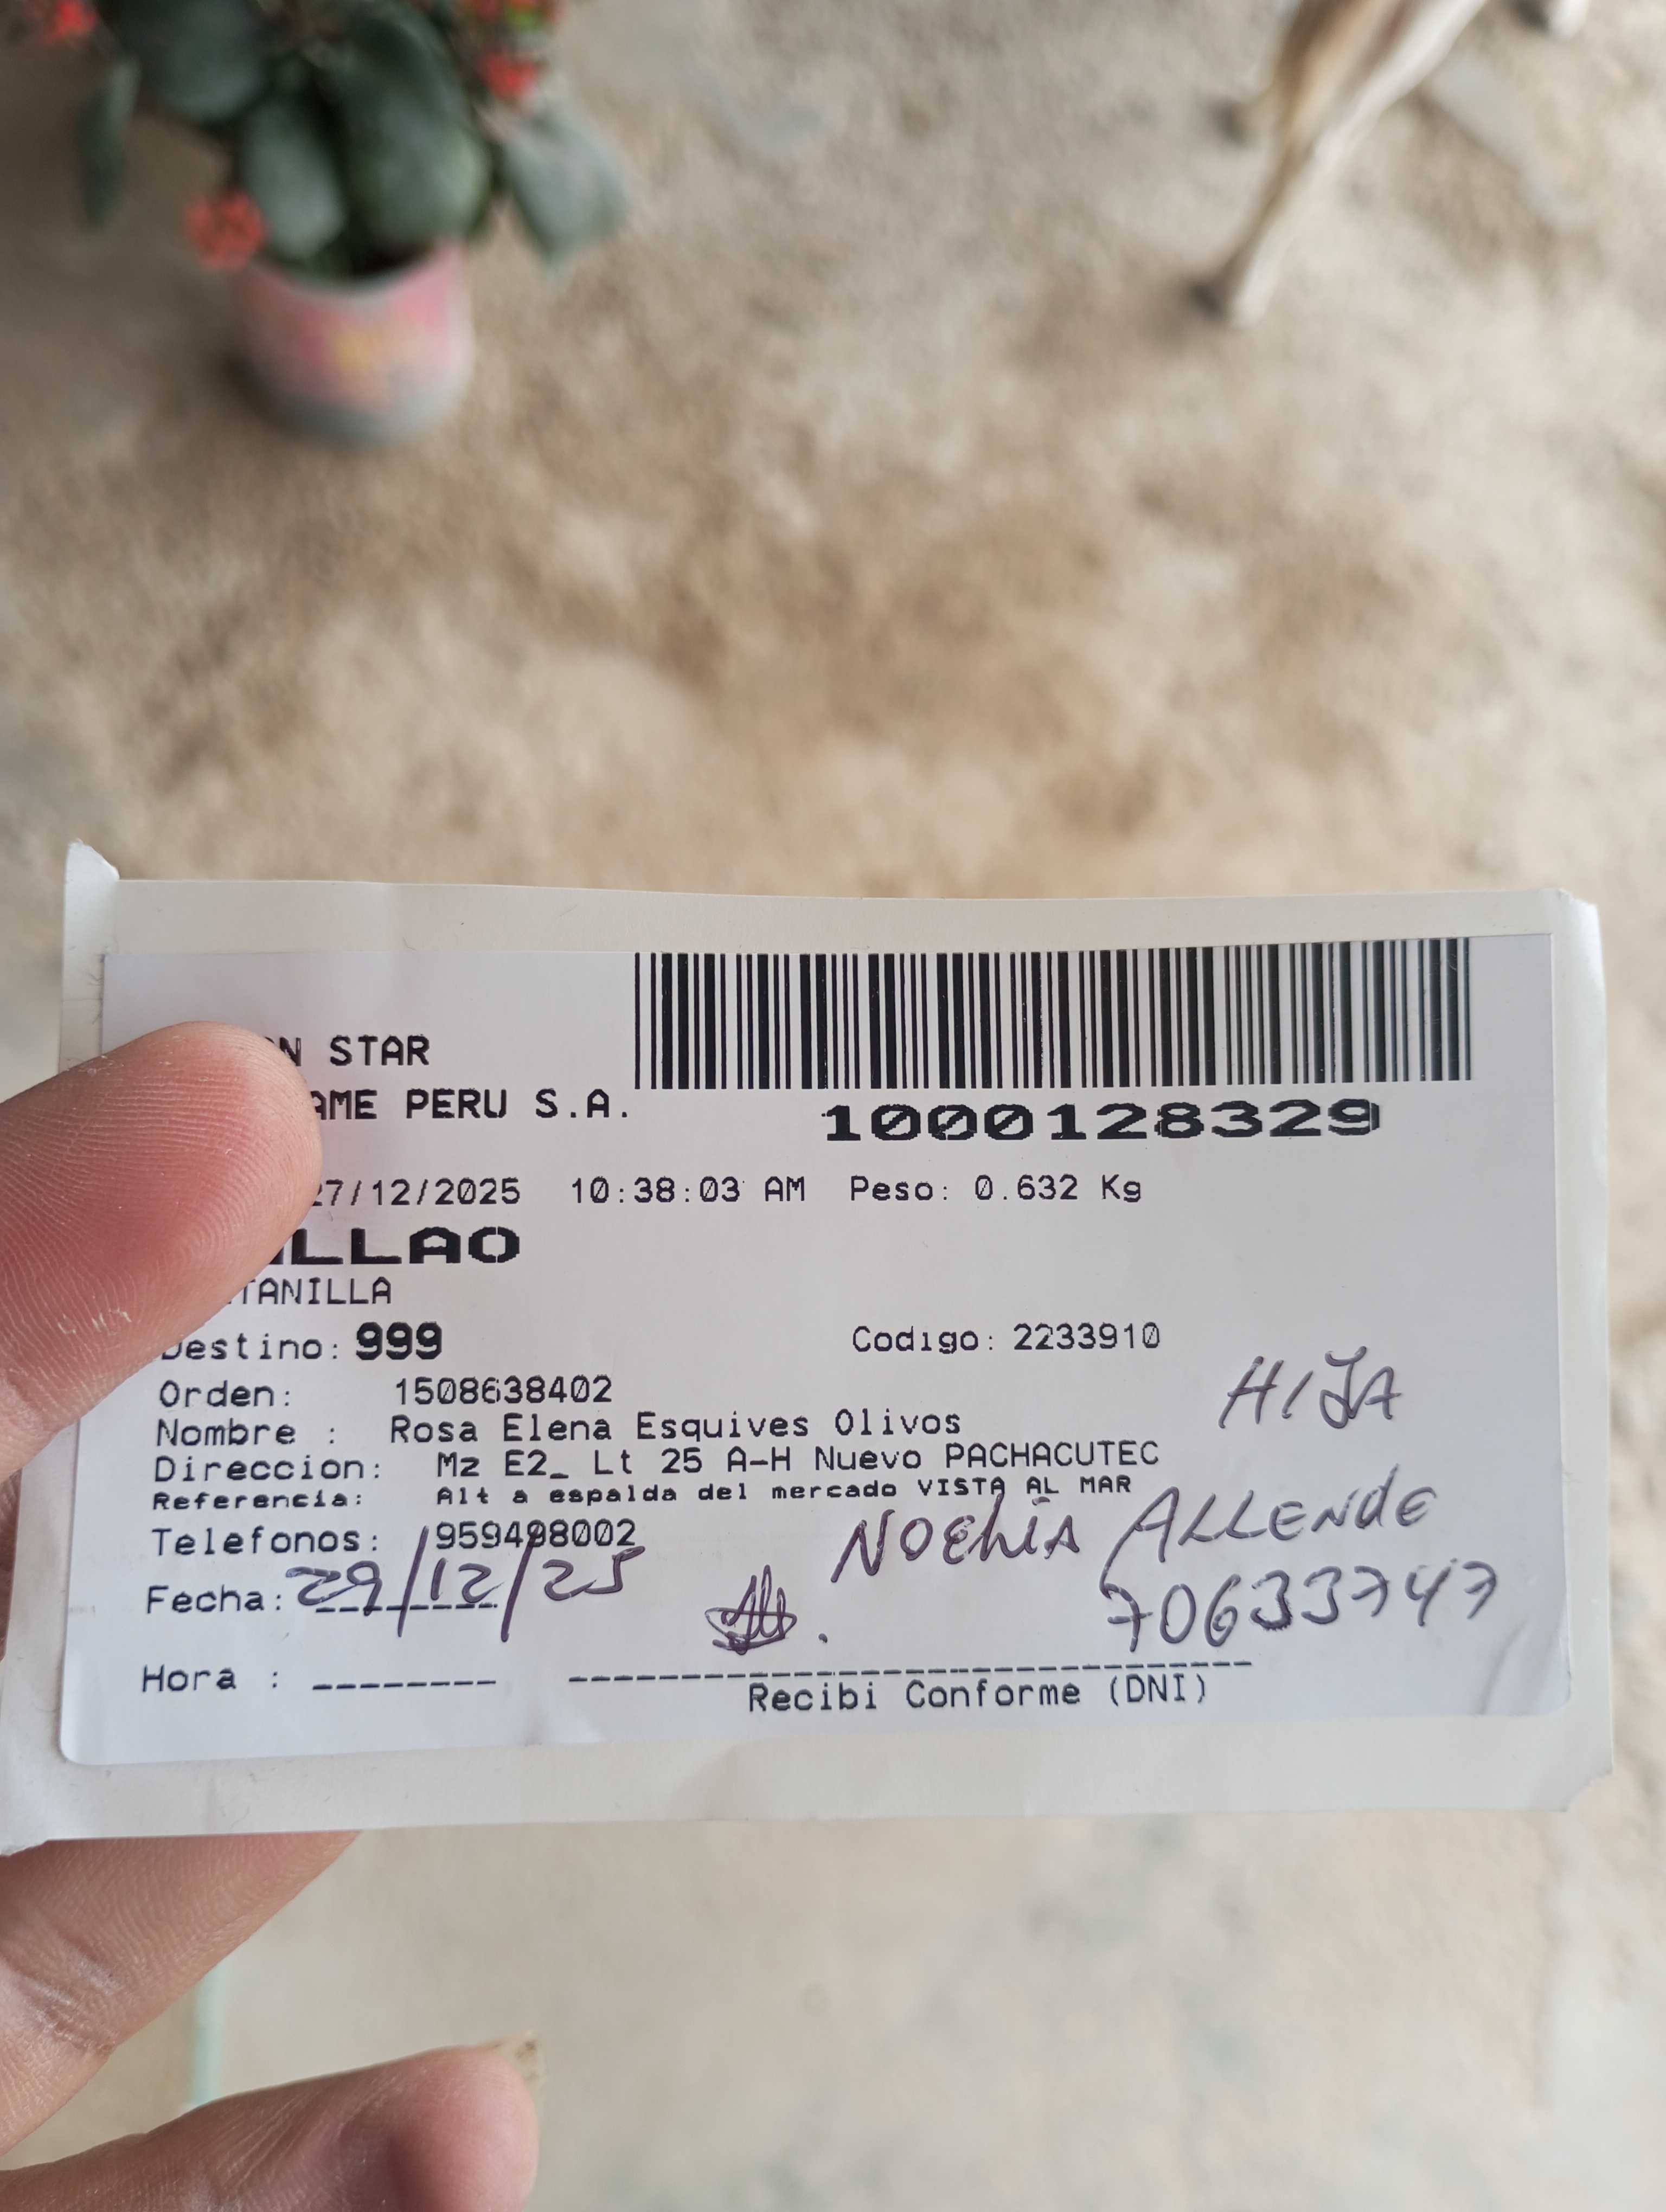 N STAR
AME PERU S.A.
1000128329
27/12/2025 10:38:03 AM Peso: 0.632 Kg
LLAO
TANILLA
Destino: 999
Codigo: 2233910
HIJA
Orden: 1508638402
Nombre : Rosa Elena Esquives Olivos
Direccion: Mz E2_ Lt 25 A-H Nuevo PACHACUTEC
Referencia: Alt a espalda del mercado VISTA AL MAR
Telefonos: 959498002
NOEhIA ALLENdE
Fecha: 29/12/25
70633747
Hora : --------
Recibi Conforme (DNI)